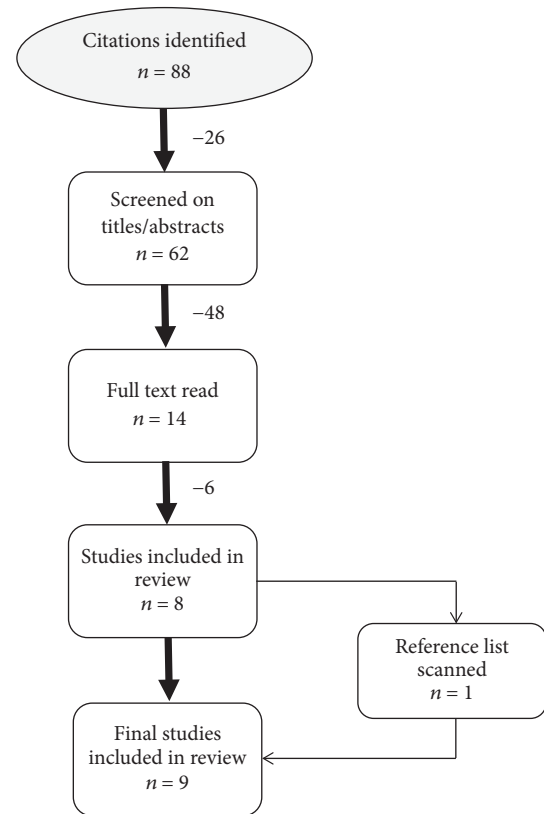 Citations identified
n = 88
−26
Screened on
titles/abstracts
n = 62
−48
Full text read
n = 14
−6
Studies included in
review
n = 8
Reference list
scanned
n = 1
Final studies
included in review
n = 9